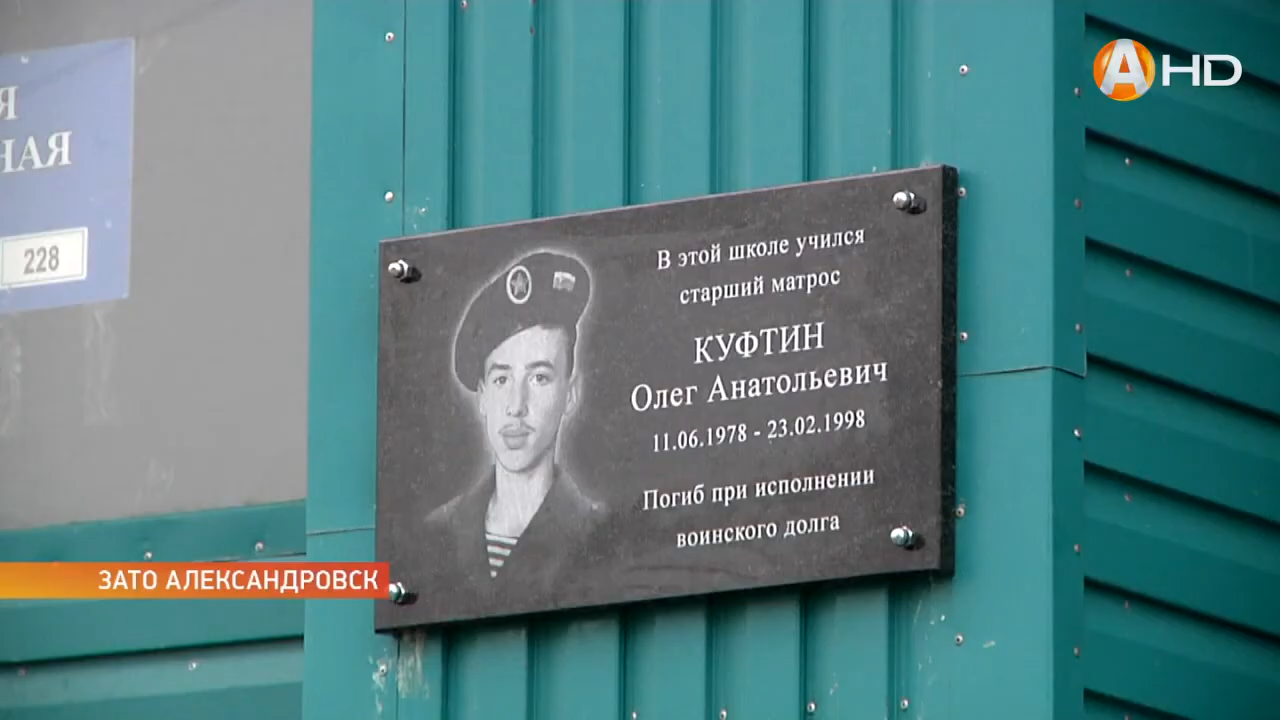 Я
НАЯ
228
АHD
В этой школе учился
старший матрос
КУФТИН
Олег Анатольевич
11.06.1978 - 23.02.1998
Погиб при исполнении
воинского долга
ЗАТО АЛЕКСАНДРОВСК